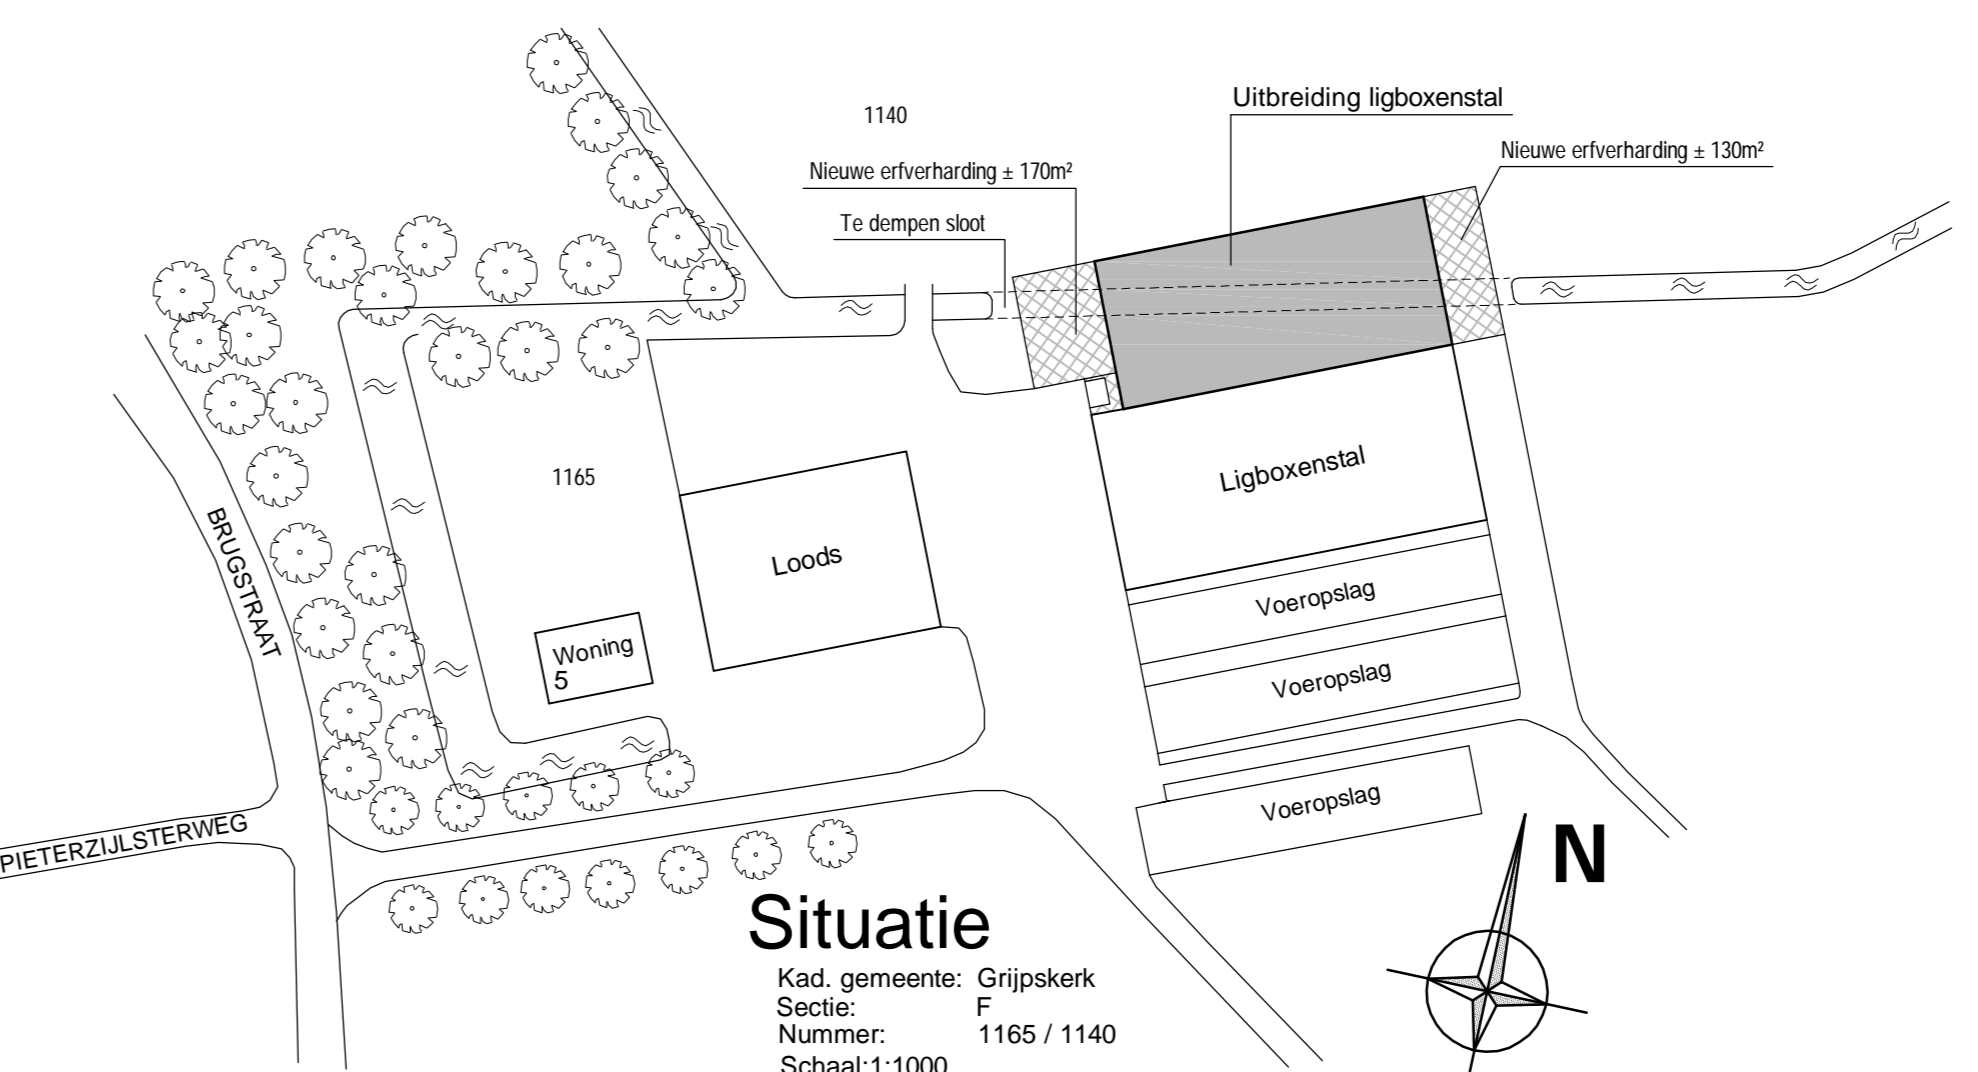 1140
Uitbreiding ligboxenstal
Nieuwe erfverharding ± 130m²
Nieuwe erfverharding ± 170m²
Te dempen sloot
1165
Ligboxenstal
Loods
BRUGSTRAAT
Voeropslag
Woning
5
Voeropslag
Voeropslag
PIETERZIJLSTERWEG
N
Situatie
Kad. gemeente: Grijpskerk
Sectie: F
Nummer: 1165 / 1140
Schaal:1:1000